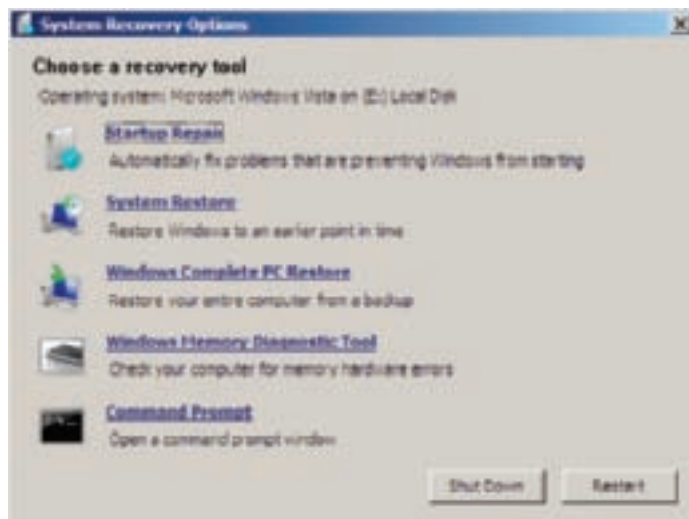 System Recovery Options
Choose a recovery tool
Operating system: Microsoft Windows Vista on (E:) Local Disk
Startup Repair
Automatically fix problems that are preventing Windows from starting
System Restore
Restore Windows to an earlier point in time
Windows Complete PC Restore
Restore your entire computer from a backup
Windows Memory Diagnostic Tool
Check your computer for memory hardware errors
Command Prompt
Open a command prompt window
Shut Down
Restart